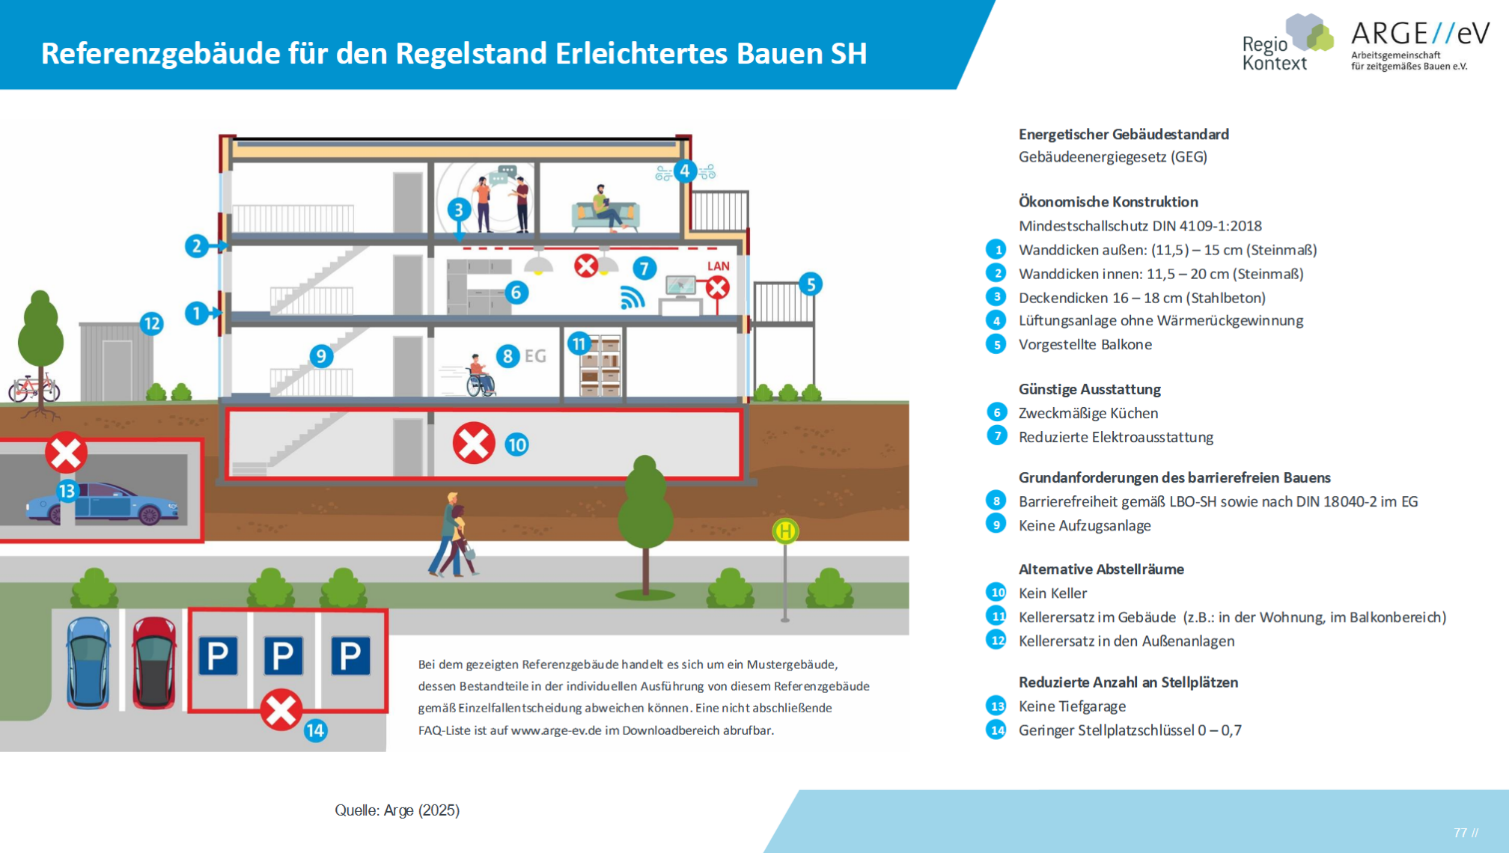 Referenzgebäude für den Regelstand Erleichtertes Bauen SH
Regio
Kontext
ARGE//eV
Arbeitsgemeinschaft
für zeitgemäßes Bauen e.V.
4
3
2
LAN
7
6
5
1
12
9
8 EG
11
10
13
H
P P P
14
Energetischer Gebäudestandard
Gebäudeenergiegesetz (GEG)
Ökonomische Konstruktion
Mindestschallschutz DIN 4109-1:2018
1 Wanddicken außen: (11,5) – 15 cm (Steinmaß)
2 Wanddicken innen: 11,5 – 20 cm (Steinmaß)
3 Deckendicken 16 – 18 cm (Stahlbeton)
4 Lüftungsanlage ohne Wärmerückgewinnung
5 Vorgestellte Balkone
Günstige Ausstattung
6 Zweckmäßige Küchen
7 Reduzierte Elektroausstattung
Grundanforderungen des barrierefreien Bauens
8 Barrierefreiheit gemäß LBO-SH sowie nach DIN 18040-2 im EG
9 Keine Aufzugsanlage
Alternative Abstellräume
10 Kein Keller
11 Kellerersatz im Gebäude (z.B.: in der Wohnung, im Balkonbereich)
12 Kellerersatz in den Außenanlagen
Reduzierte Anzahl an Stellplätzen
13 Keine Tiefgarage
14 Geringer Stellplatzschlüssel 0 – 0,7
Bei dem gezeigten Referenzgebäude handelt es sich um ein Mustergebäude,
dessen Bestandteile in der individuellen Ausführung von diesem Referenzgebäude
gemäß Einzelfallentscheidung abweichen können. Eine nicht abschließende
FAQ-Liste ist auf www.arge-ev.de im Downloadbereich abrufbar.
Quelle: Arge (2025)
77 //